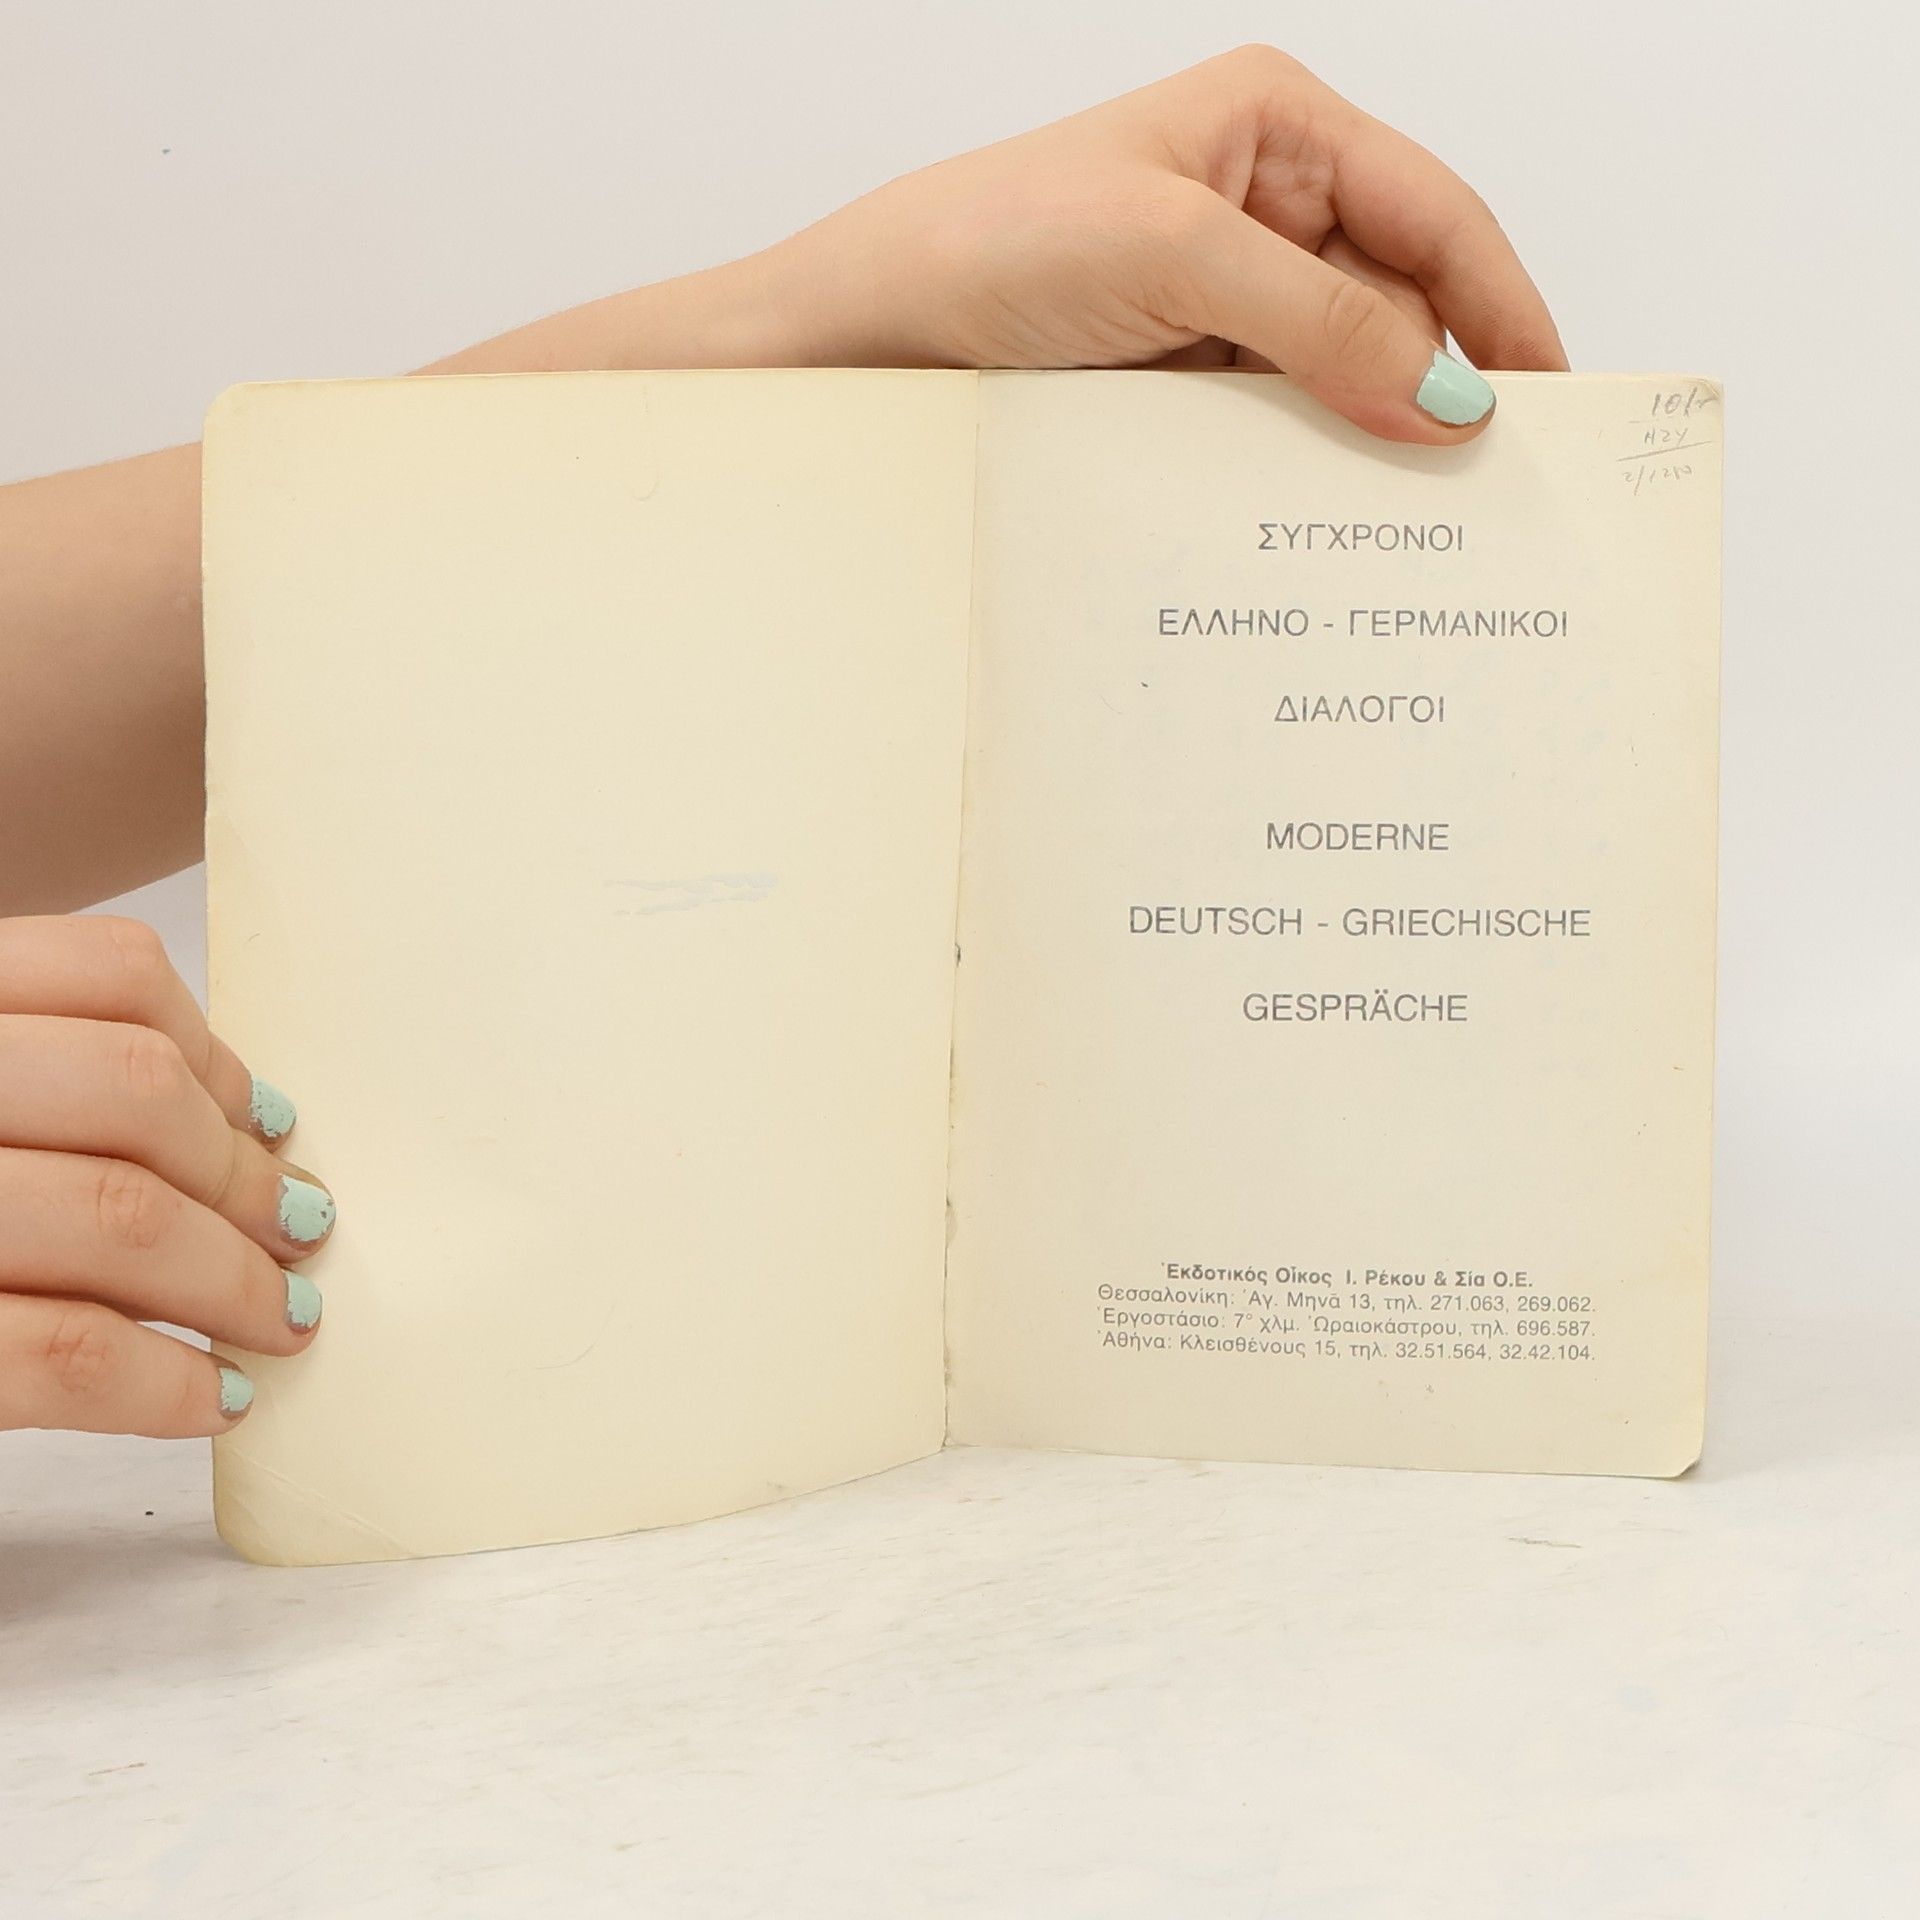 ΣΥΓΧΡΟΝΟΙ
ΕΛΛΗΝΟ - ΓΕΡΜΑΝΙΚΟΙ
ΔΙΑΛΟΓΟΙ
MODERNE
DEUTSCH - GRIECHISCHE
GESPRÄCHE
Ἐκδοτικός Οἶκος Ι. Ρέκου & Σία Ο.Ε.
Θεσσαλονίκη: Ἁγ. Μηνᾶ 13, τηλ. 271.063, 269.062.
Ἐργοστάσιο: 7° χλμ. Ὡραιοκάστρου, τηλ. 696.587.
Ἀθήνα: Κλεισθένους 15, τηλ. 32.51.564, 32.42.104.